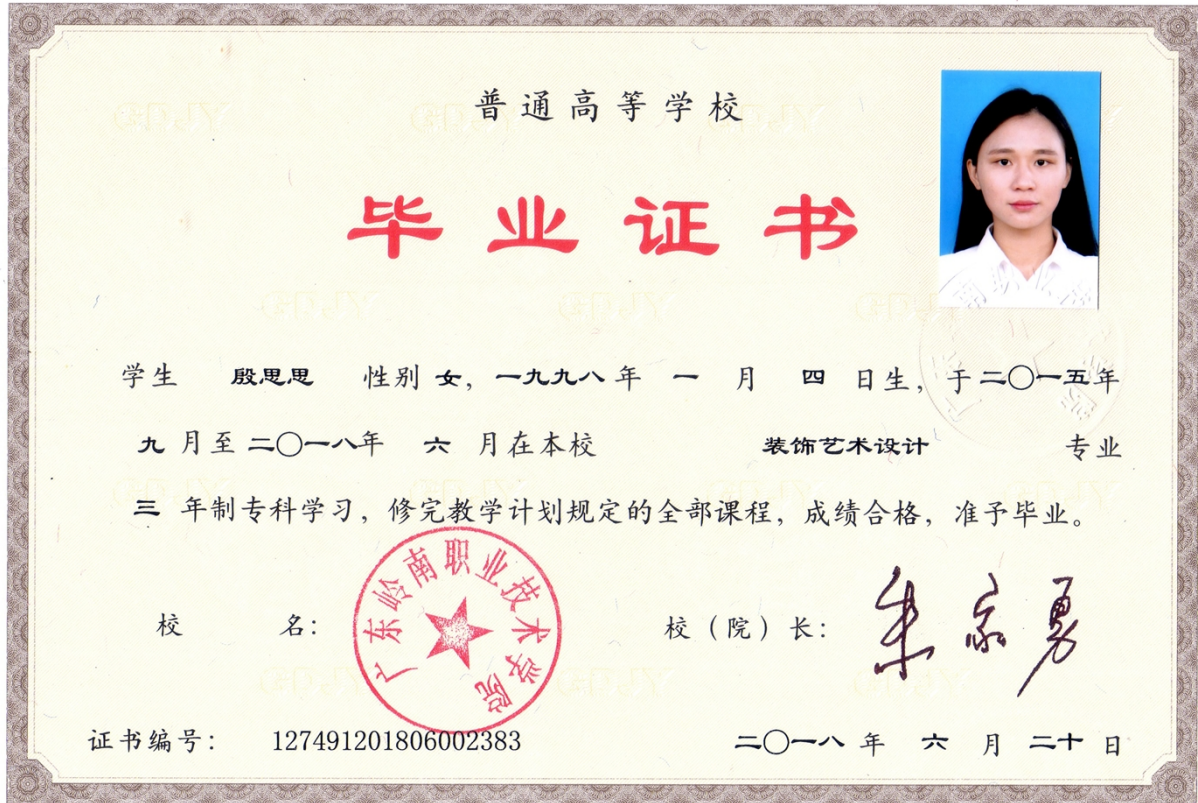 普通高等学校
毕业证书
学生 殷思思 性别 女，一九九八 年 一 月 四 日生，于 二〇一五 年
九 月至 二〇一八 年 六 月在本校 装饰艺术设计 专业
三 年制专科学习，修完教学计划规定的全部课程，成绩合格，准予毕业。
校 名： 广东岭南职业技术学院 校（院）长： 朱家勇
证书编号： 127491201806002383 二〇一八 年 六 月 二十 日